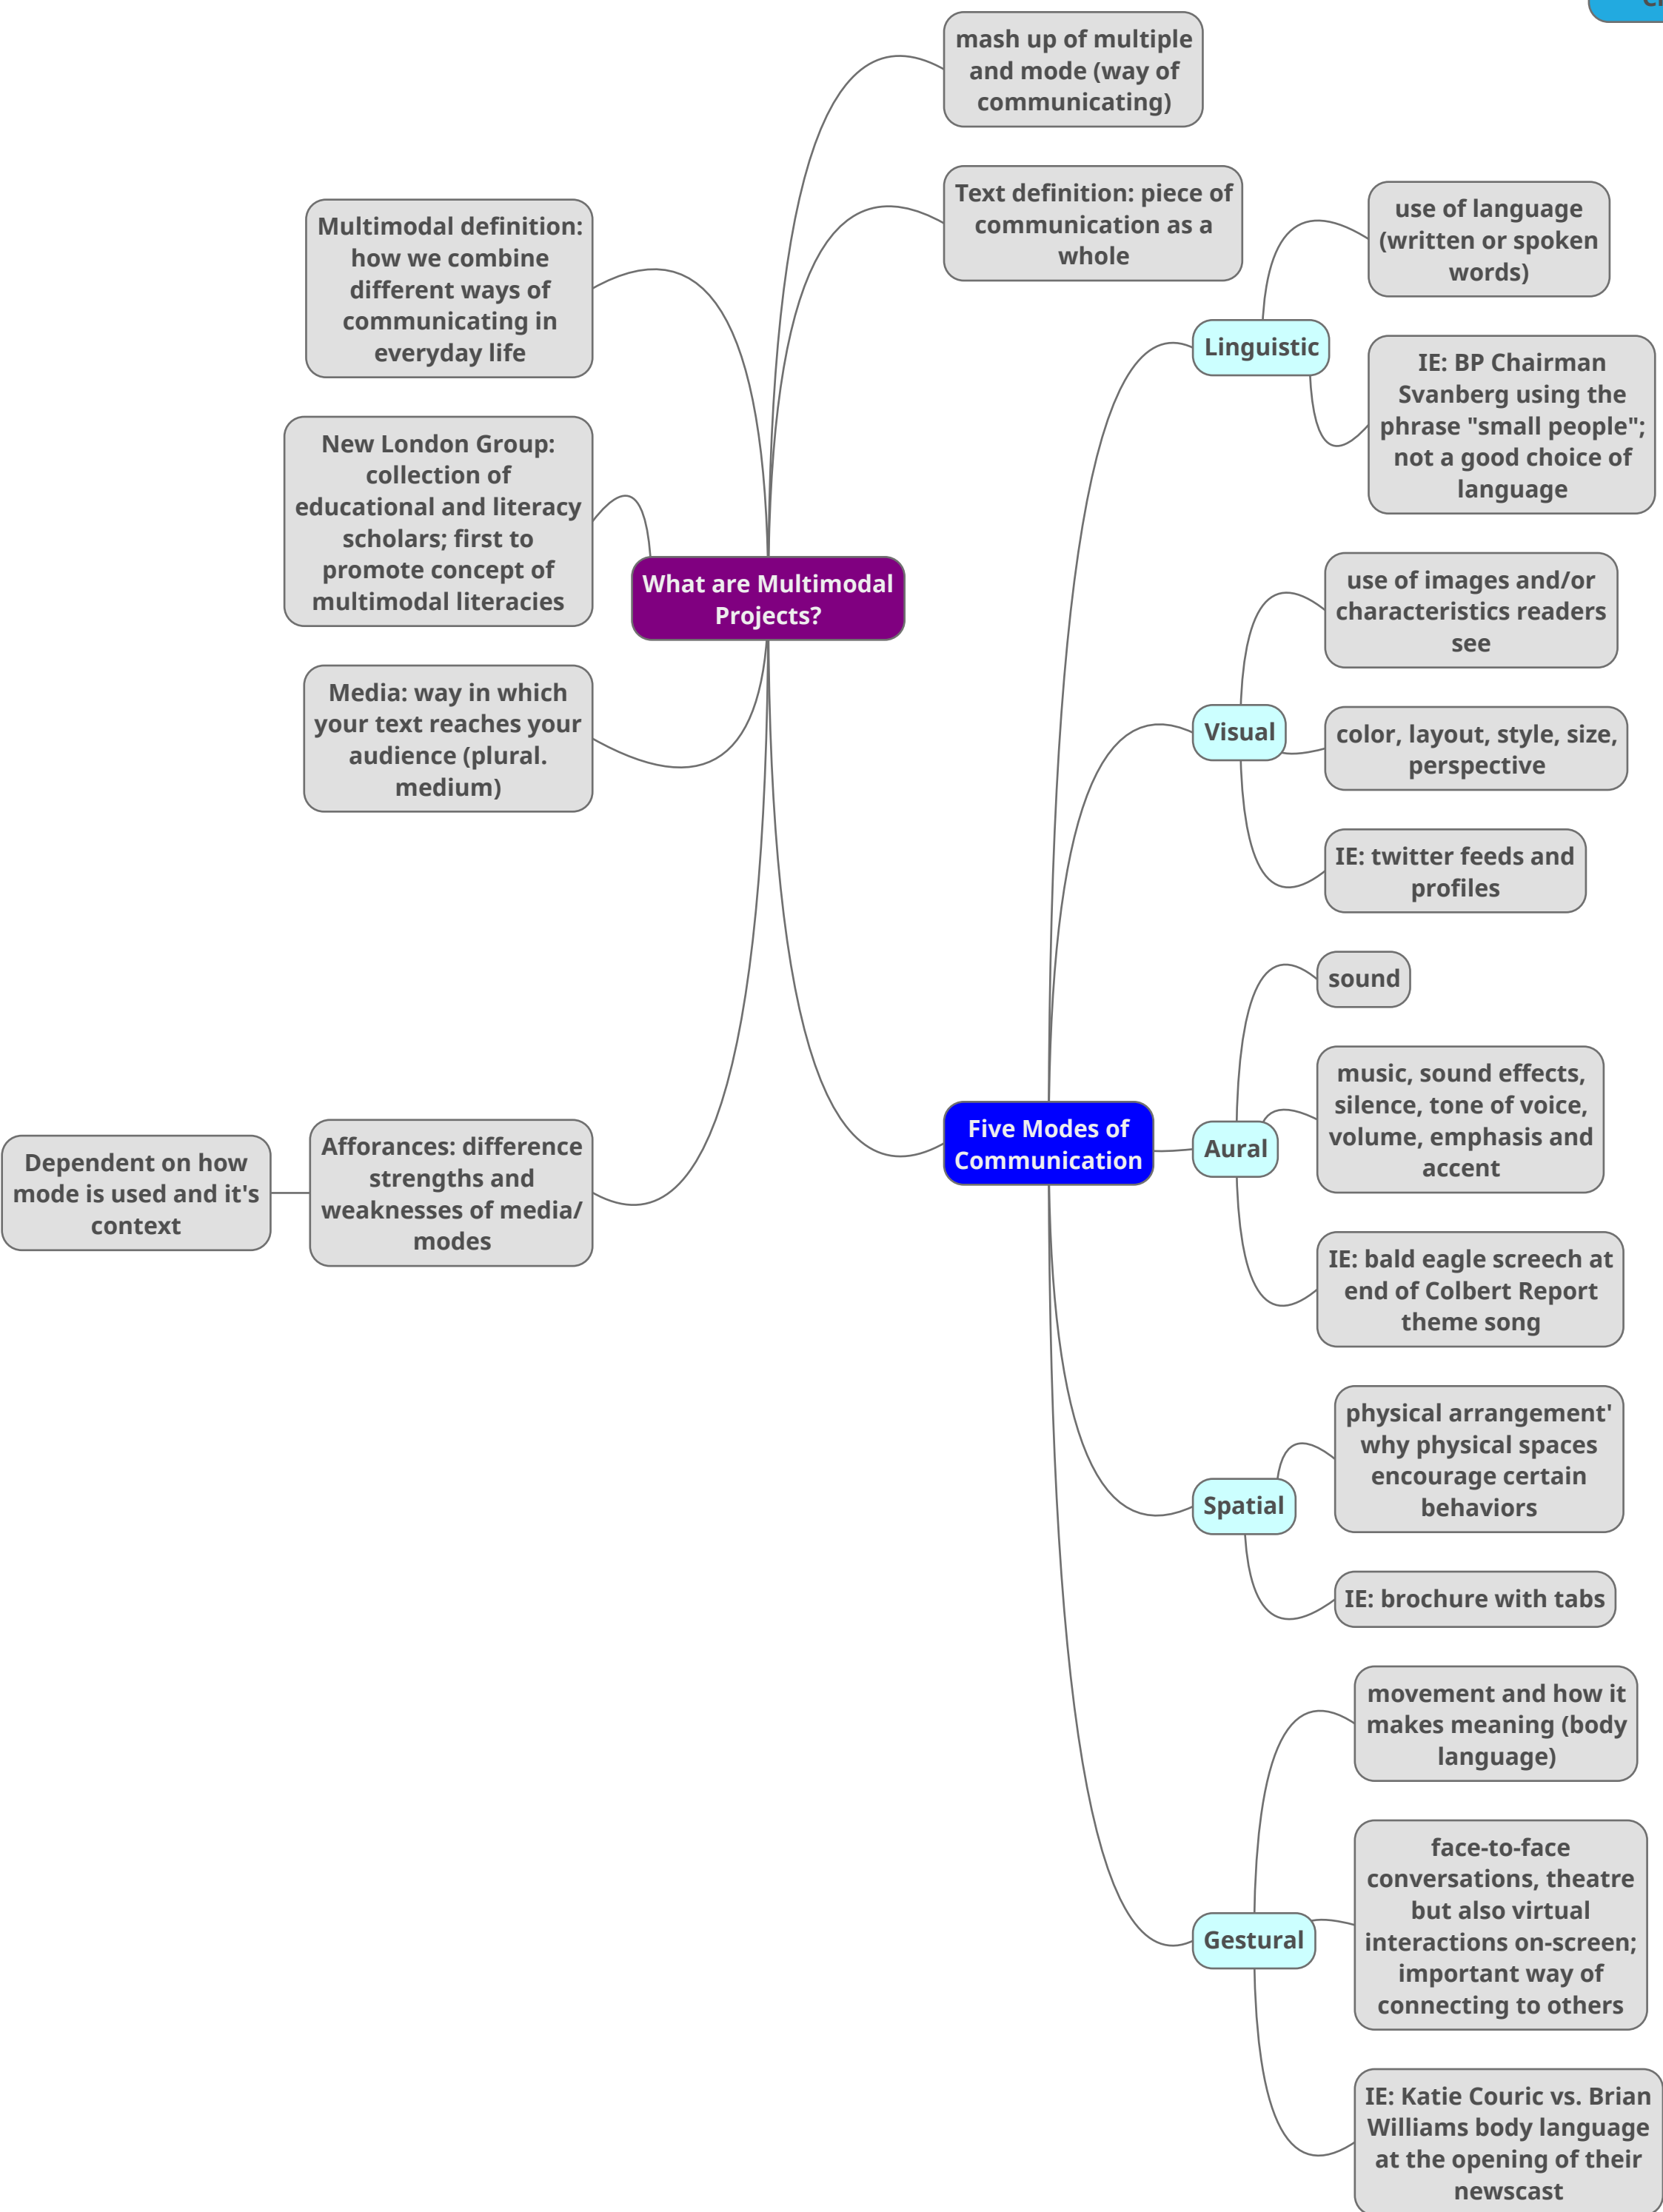 mash up of multiple
and mode (way of
communicating)
Text definition: piece of
communication as a
whole
Multimodal definition:
how we combine
different ways of
communicating in
everyday life
New London Group:
collection of
educational and literacy
scholars; first to
promote concept of
multimodal literacies
What are Multimodal
Projects?
Media: way in which
your text reaches your
audience (plural.
medium)
Afforances: difference
strengths and
weaknesses of media/
modes
Dependent on how
mode is used and it's
context
Five Modes of
Communication
Linguistic
use of language
(written or spoken
words)
IE: BP Chairman
Svanberg using the
phrase "small people";
not a good choice of
language
Visual
use of images and/or
characteristics readers
see
color, layout, style, size,
perspective
IE: twitter feeds and
profiles
Aural
sound
music, sound effects,
silence, tone of voice,
volume, emphasis and
accent
IE: bald eagle screech at
end of Colbert Report
theme song
Spatial
physical arrangement'
why physical spaces
encourage certain
behaviors
IE: brochure with tabs
Gestural
movement and how it
makes meaning (body
language)
face-to-face
conversations, theatre
but also virtual
interactions on-screen;
important way of
connecting to others
IE: Katie Couric vs. Brian
Williams body language
at the opening of their
newscast